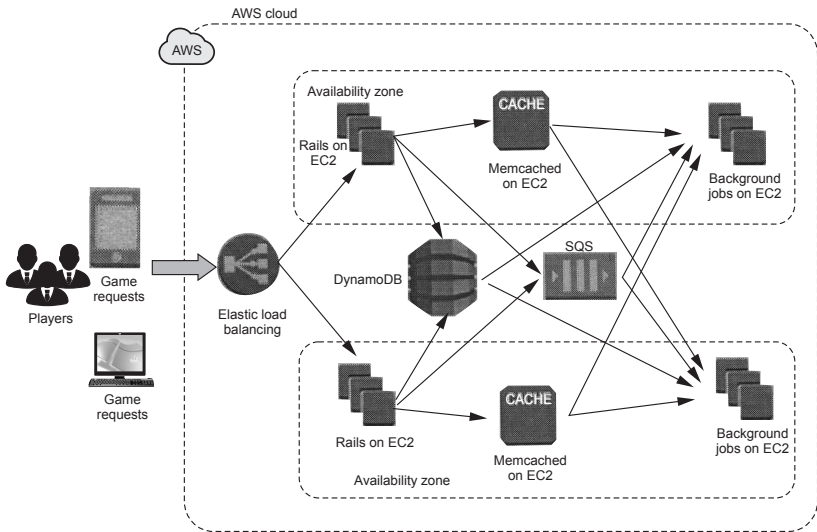 AWS cloud
AWS
Availability zone
CACHE
Rails on
EC2
Memcached
on EC2
Background
jobs on EC2
SQS
DynamoDB
Game
requests
Players
Elastic load
balancing
Game
requests
CACHE
Rails on EC2
Memcached
on EC2
Background
jobs on EC2
Availability zone